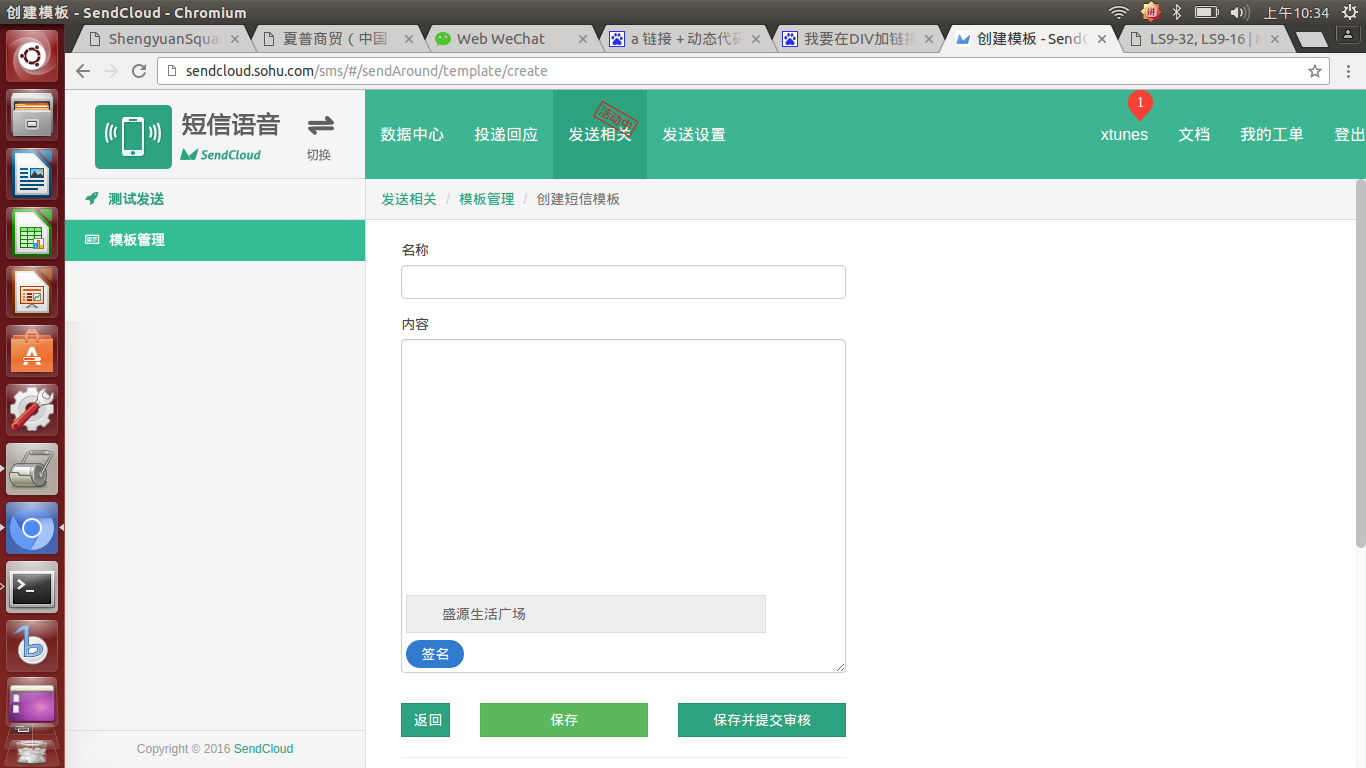 创建模板 - SendCloud - Chromium
上午10:34
ShengyuanSqua
夏普商贸（中国
Web WeChat
a 链接 + 动态代
我要在DIV加链接
创建模板 - SendC
LS9-32, LS9-16 |
sendcloud.sohu.com/sms/#/sendAround/template/create
短信语音
SendCloud
切换
数据中心
投递回应
发送相关
活动中
发送设置
1
xtunes
文档
我的工单
登出
测试发送
模板管理
发送相关 / 模板管理 / 创建短信模板
名称
内容
盛源生活广场
签名
返回
保存
保存并提交审核
Copyright © 2016 SendCloud